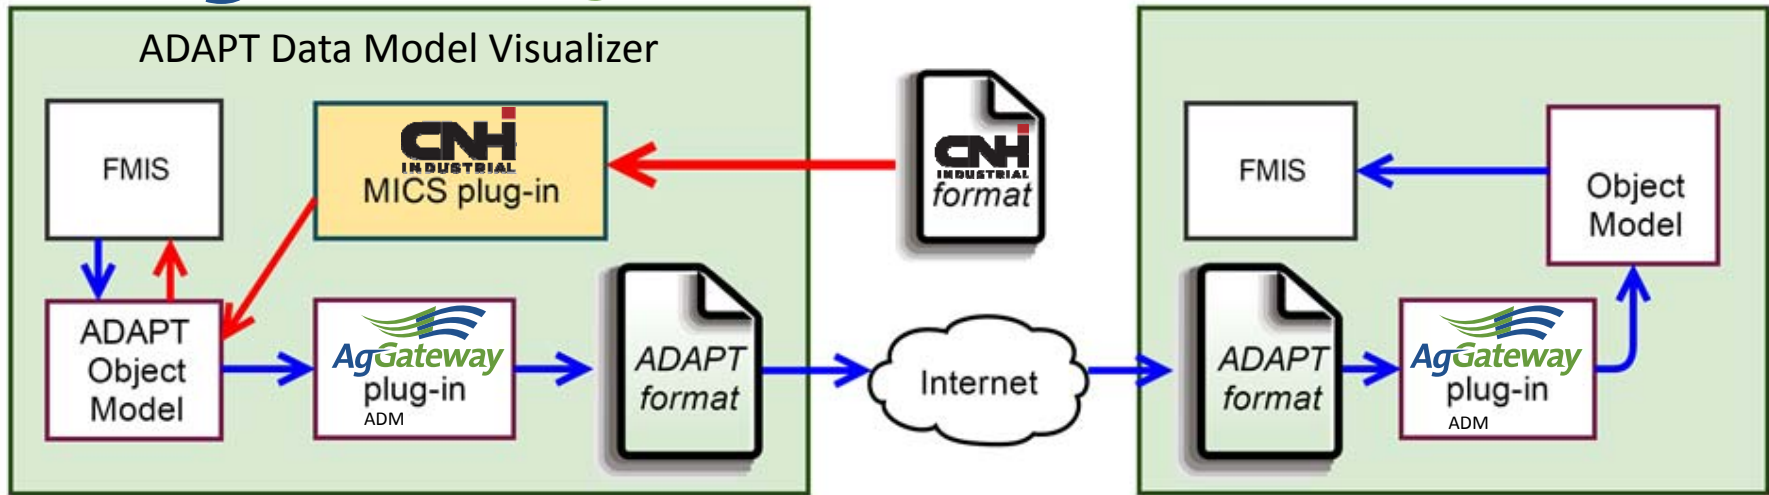 ADAPT Data Model Visualizer
FMIS
CNH
INDUSTRIAL
MICS plug-in
CNH
INDUSTRIAL
format
FMIS
Object
Model
ADAPT
Object
Model
AgGateway
plug-in
ADM
ADAPT
format
Internet
ADAPT
format
AgGateway
plug-in
ADM